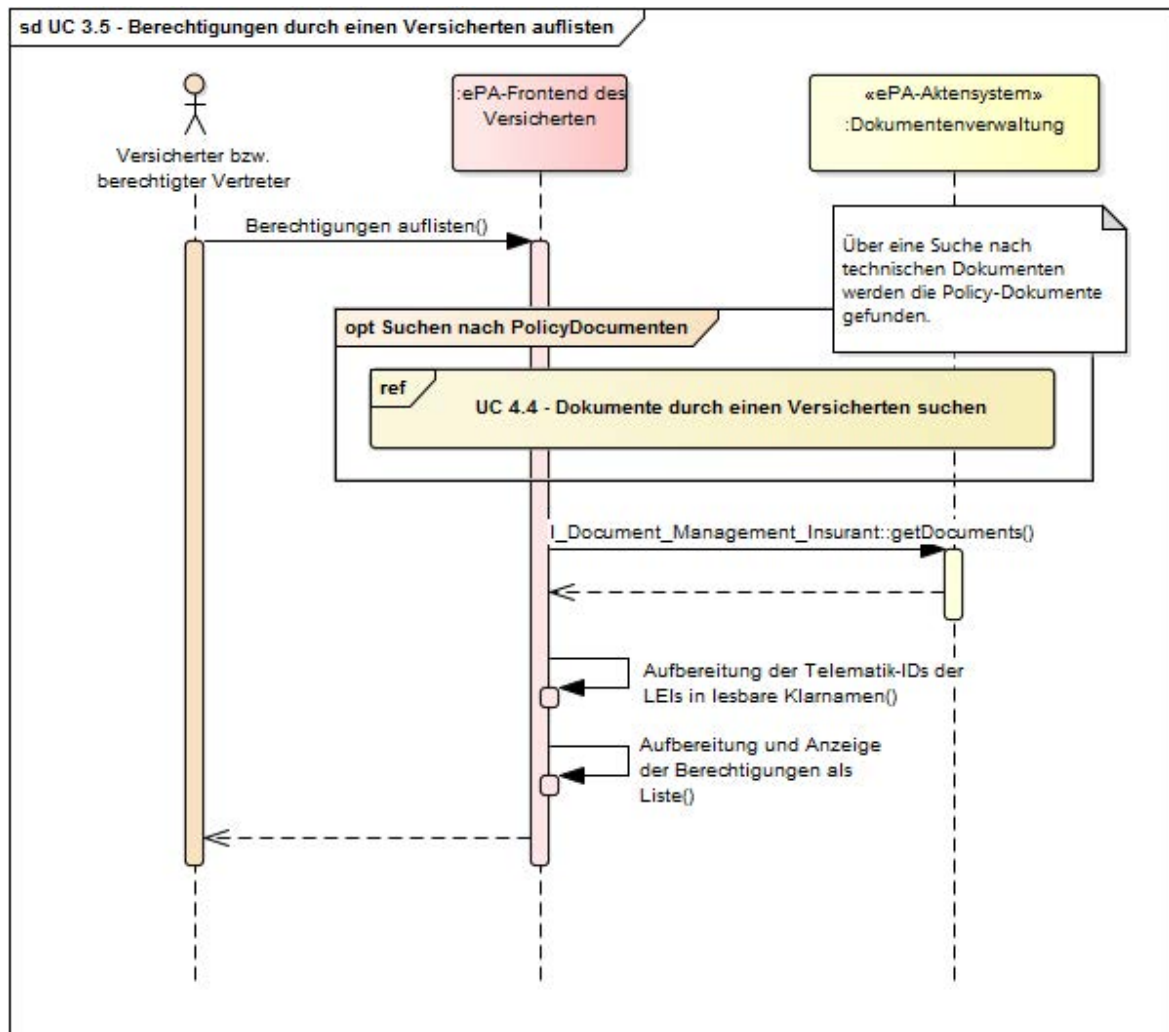 sd UC 3.5 - Berechtigungen durch einen Versicherten auflisten
:ePA-Frontend des
Versicherten
«ePA-Aktensystem»
:Dokumentenverwaltung
Versicherter bzw.
berechtigter Vertreter
Berechtigungen auflisten()
Über eine Suche nach
technischen Dokumenten
werden die Policy-Dokumente
gefunden.
opt Suchen nach PolicyDocumenten
ref
UC 4.4 - Dokumente durch einen Versicherten suchen
I_Document_Management_Insurant::getDocuments()
Aufbereitung der Telematik-IDs der
LEIs in lesbare Klarnamen()
Aufbereitung und Anzeige
der Berechtigungen als
Liste()